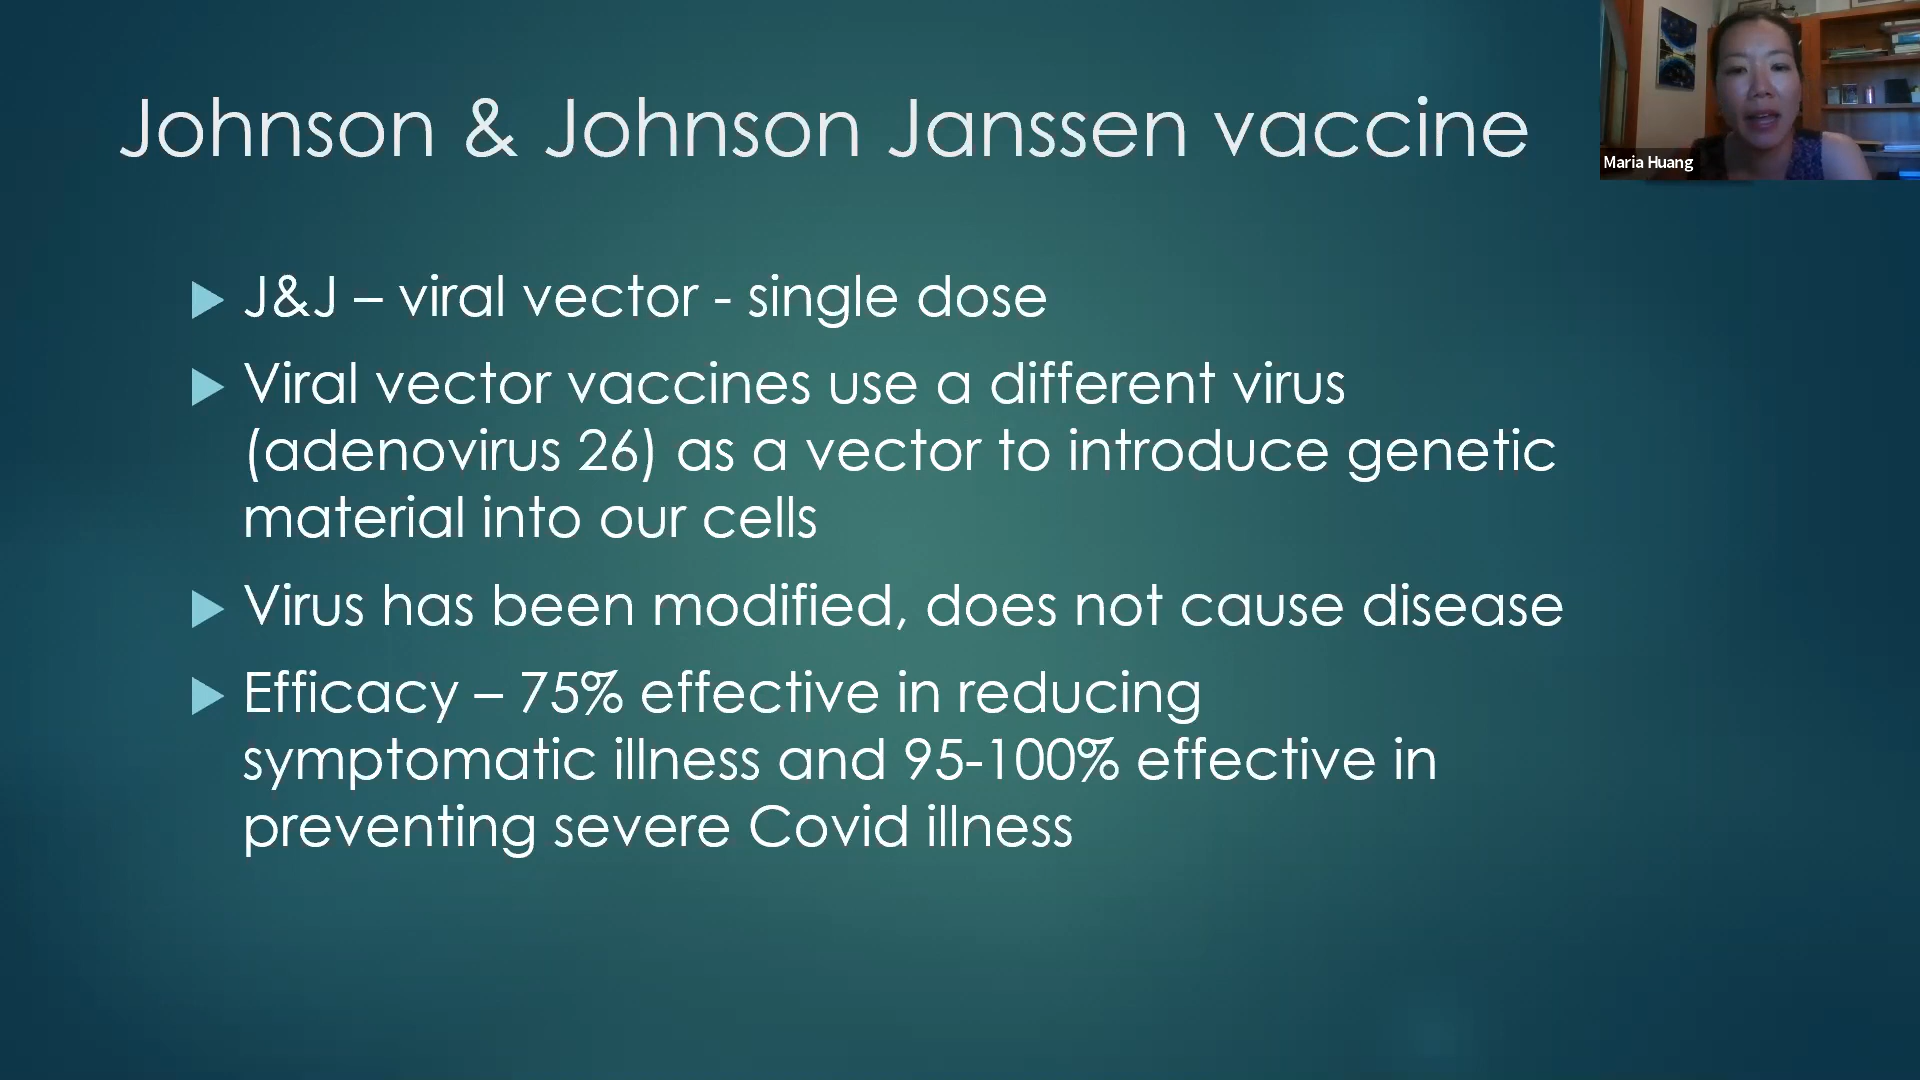 Johnson & Johnson Janssen vaccine
Maria Huang
J&J – viral vector - single dose
Viral vector vaccines use a different virus
(adenovirus 26) as a vector to introduce genetic
material into our cells
Virus has been modified, does not cause disease
Efficacy – 75% effective in reducing
symptomatic illness and 95-100% effective in
preventing severe Covid illness